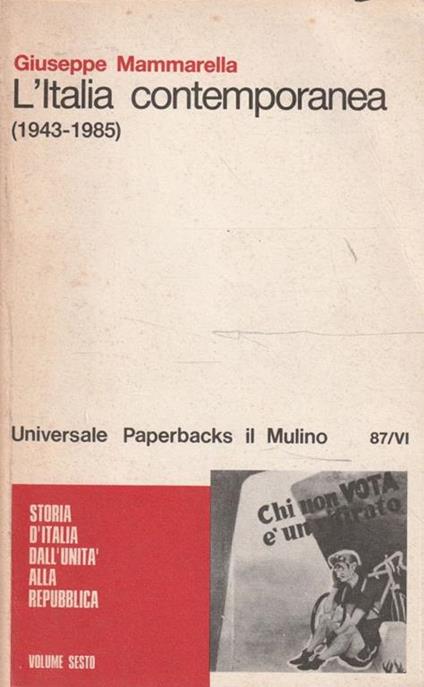 Giuseppe Mammarella
L'Italia contemporanea
(1943-1985)
Universale Paperbacks il Mulino 87/VI
STORIA
D'ITALIA
DALL'UNITA'
ALLA
REPUBBLICA
VOLUME SESTO
Chi non VOTA
e' un ritirato